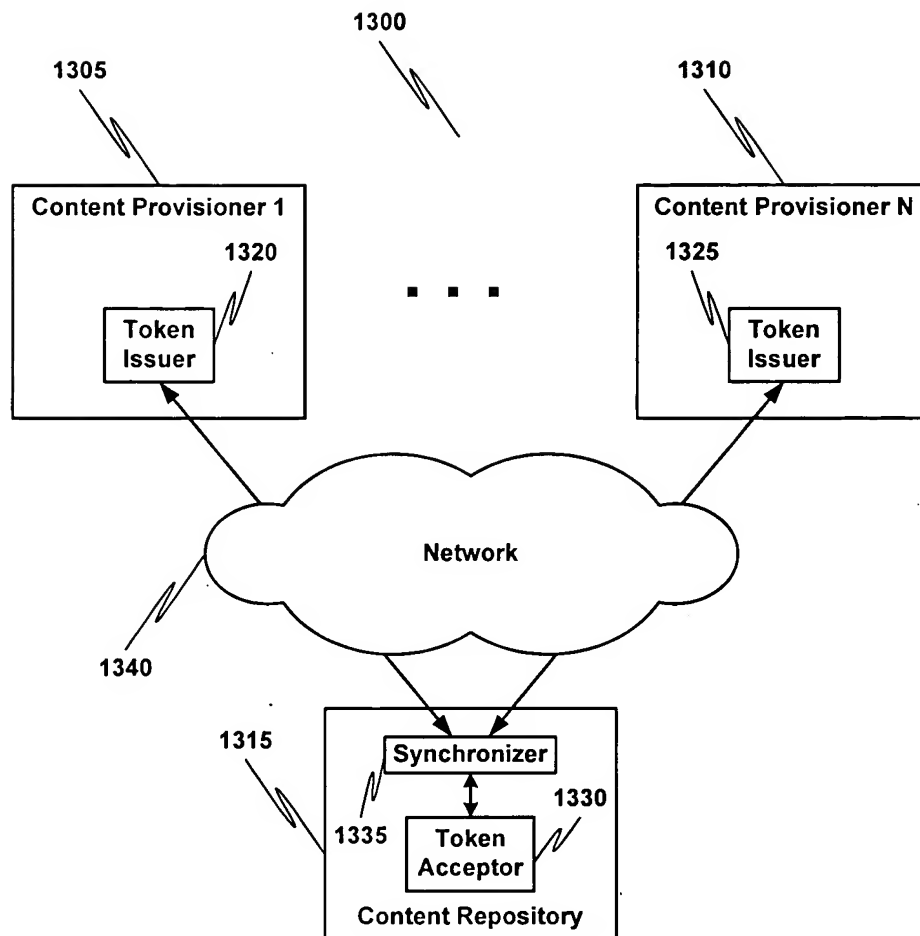 1300
1305
1310
Content Provisioner 1
Content Provisioner N
1320
1325
Token
Issuer
Token
Issuer
Network
1340
1315
Synchronizer
1335
1330
Token
Acceptor
Content Repository